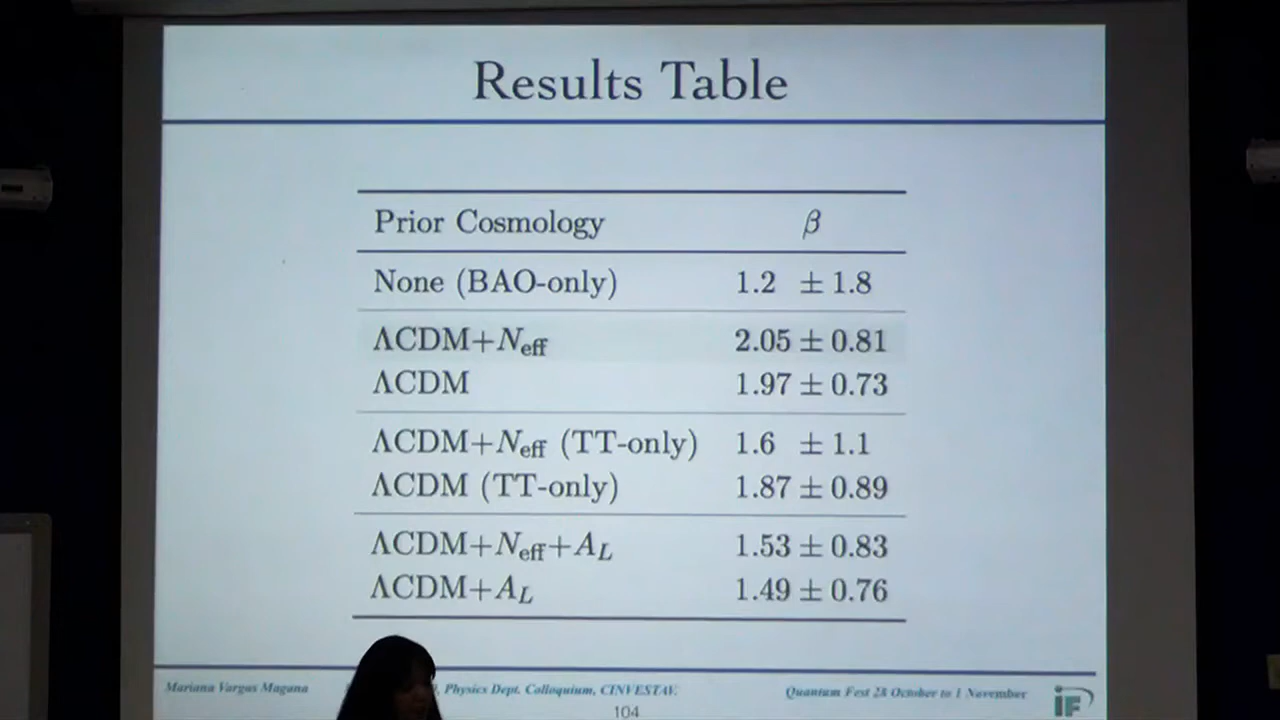 Results Table
Prior Cosmology β
None (BAO-only) 1.2 ± 1.8
ΛCDM+N_eff 2.05 ± 0.81
ΛCDM 1.97 ± 0.73
ΛCDM+N_eff (TT-only) 1.6 ± 1.1
ΛCDM (TT-only) 1.87 ± 0.89
ΛCDM+N_eff+A_L 1.53 ± 0.83
ΛCDM+A_L 1.49 ± 0.76
Mariana Vargas Magana , Physics Dept. Colloquium, CINVESTAV. Quantum Fest 28 October to 1 November
iF
104